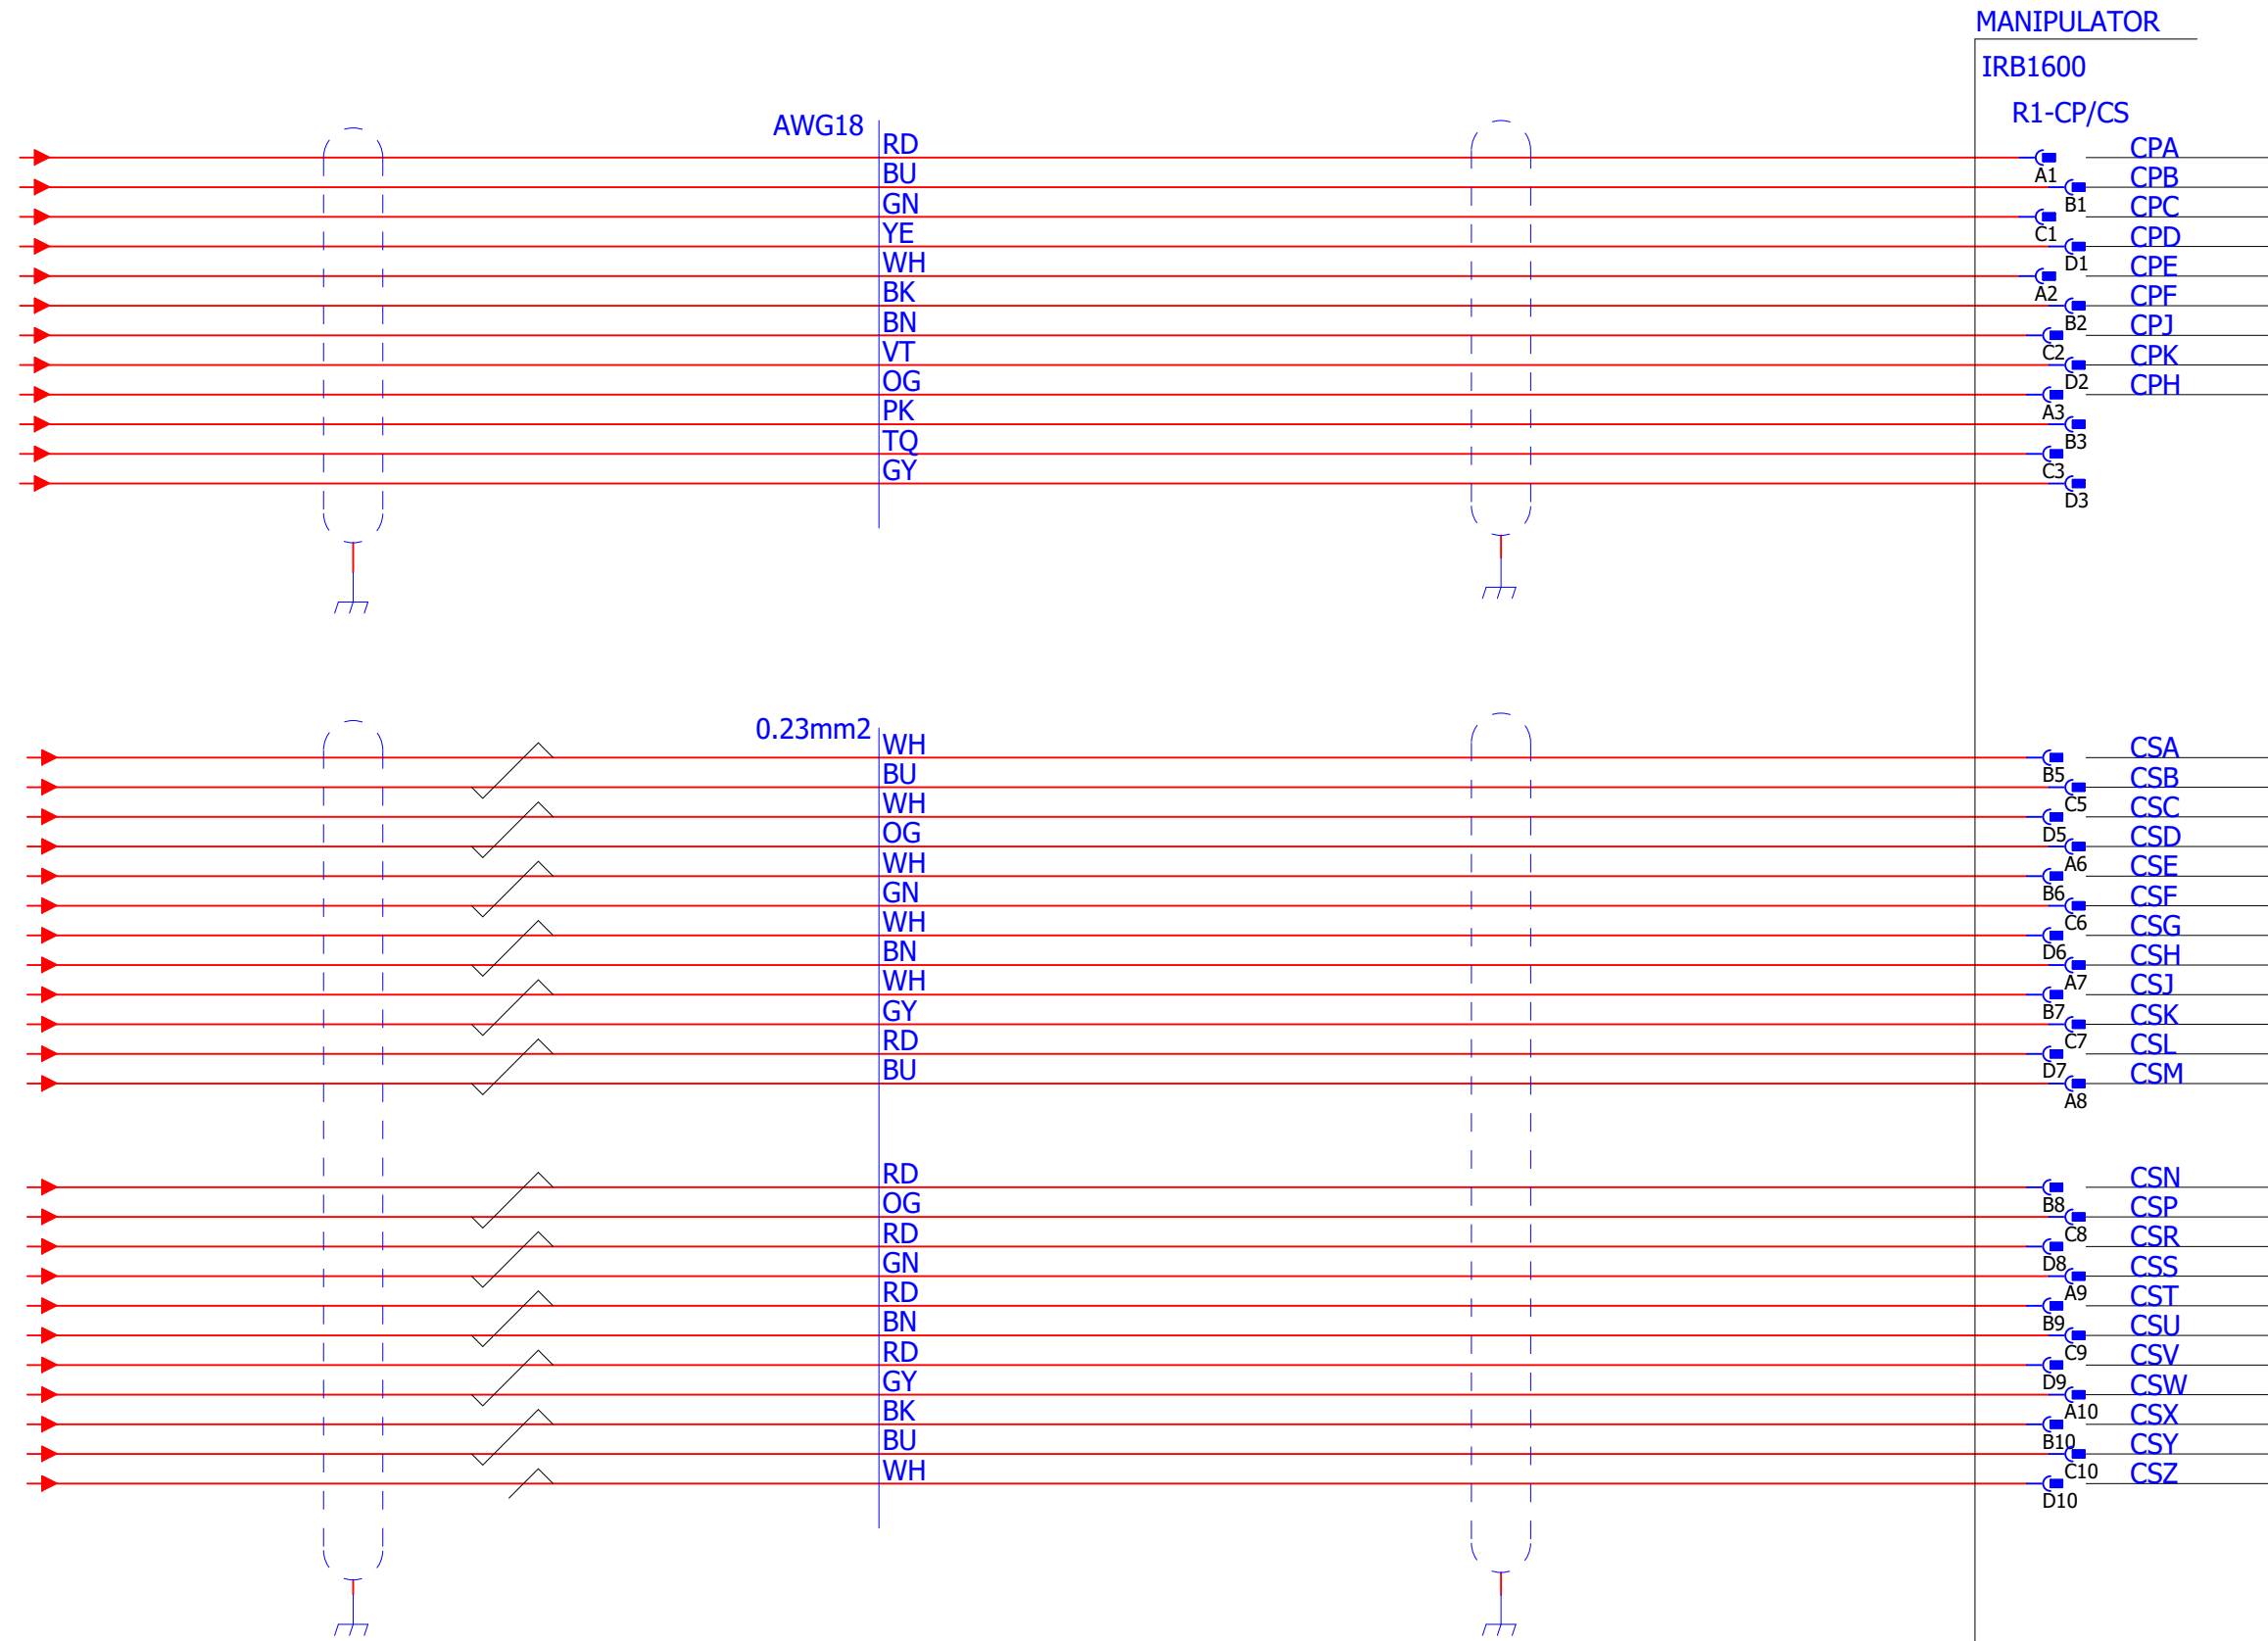 MANIPULATOR
IRB1600
R1-CP/CS
AWG18
RD A1 CPA
BU B1 CPB
GN C1 CPC
YE D1 CPD
WH A2 CPE
BK B2 CPF
BN C2 CPJ
VT D2 CPK
OG A3 CPH
PK B3
TQ C3
GY D3
0.23mm2
WH B5 CSA
BU C5 CSB
WH D5 CSC
OG A6 CSD
WH B6 CSE
GN C6 CSF
WH D6 CSG
BN A7 CSH
WH B7 CSJ
GY C7 CSK
RD D7 CSL
BU A8 CSM
RD B8 CSN
OG C8 CSP
RD D8 CSR
GN A9 CSS
RD B9 CST
BN C9 CSU
RD D9 CSV
GY A10 CSW
BK B10 CSX
BU C10 CSY
WH D10 CSZ